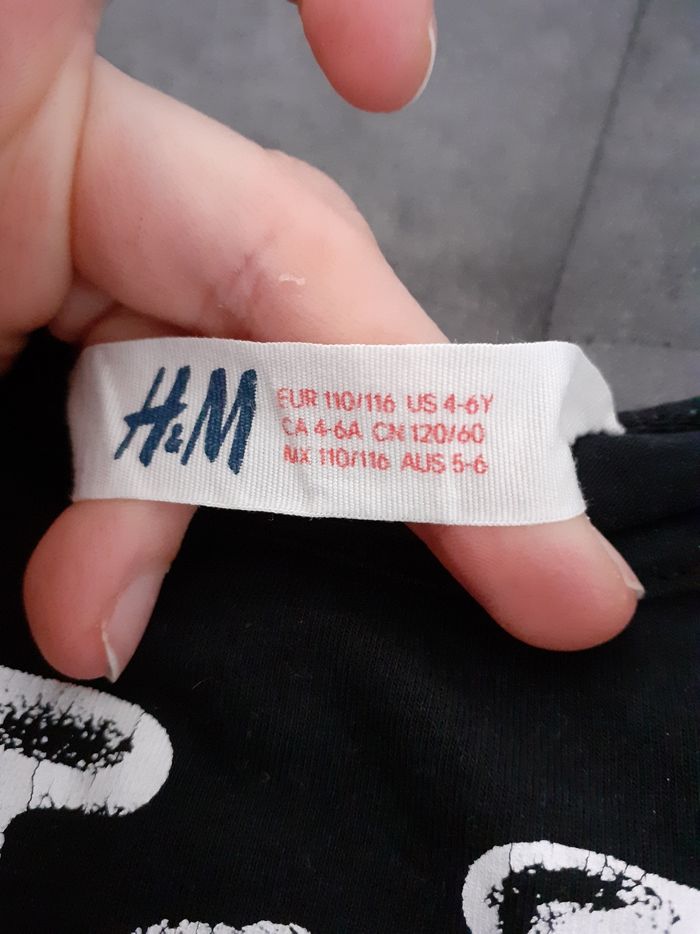 H&M
EUR 110/116 US 4-6Y
CA 4-6A CN 120/60
MX 110/116 AUS 5-6